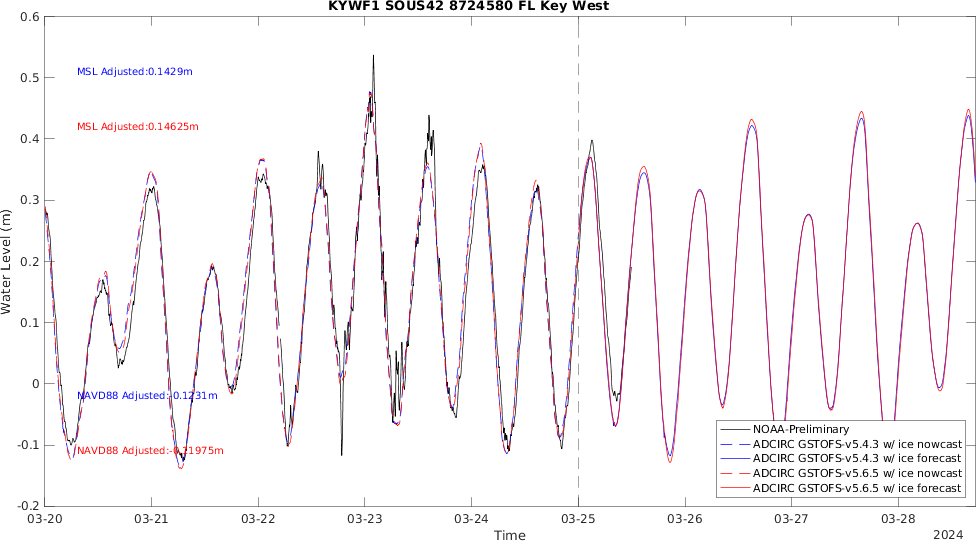 KYWF1 SOUS42 8724580 FL Key West
0.6
0.5
0.4
0.3
0.2
0.1
0
-0.1
-0.2
Water Level (m)
MSL Adjusted:0.1429m
MSL Adjusted:0.14625m
NAVD88 Adjusted:-0.1231m
NAVD88 Adjusted:-0.11975m
NOAA-Preliminary
ADCIRC GSTOFS-v5.4.3 w/ ice nowcast
ADCIRC GSTOFS-v5.4.3 w/ ice forecast
ADCIRC GSTOFS-v5.6.5 w/ ice nowcast
ADCIRC GSTOFS-v5.6.5 w/ ice forecast
03-20 03-21 03-22 03-23 03-24 03-25 03-26 03-27 03-28
Time
2024